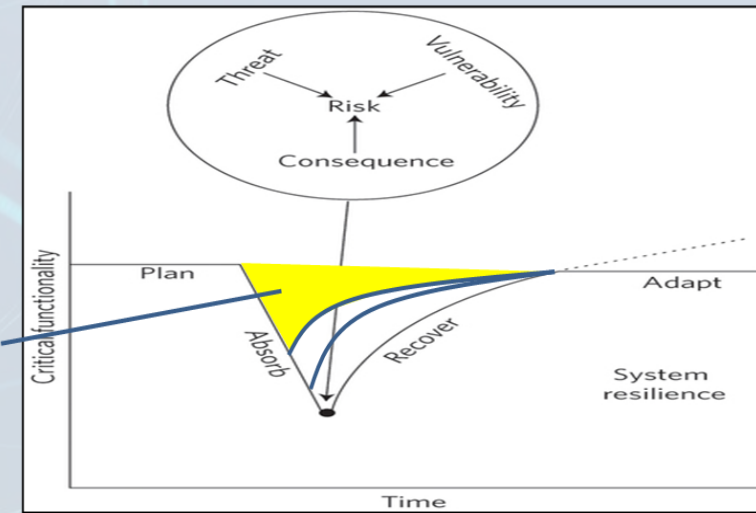 Threat
Vulnerability
Risk
Consequence
Critical functionality
Plan
Absorb
Recover
Adapt
System
resilience
Time